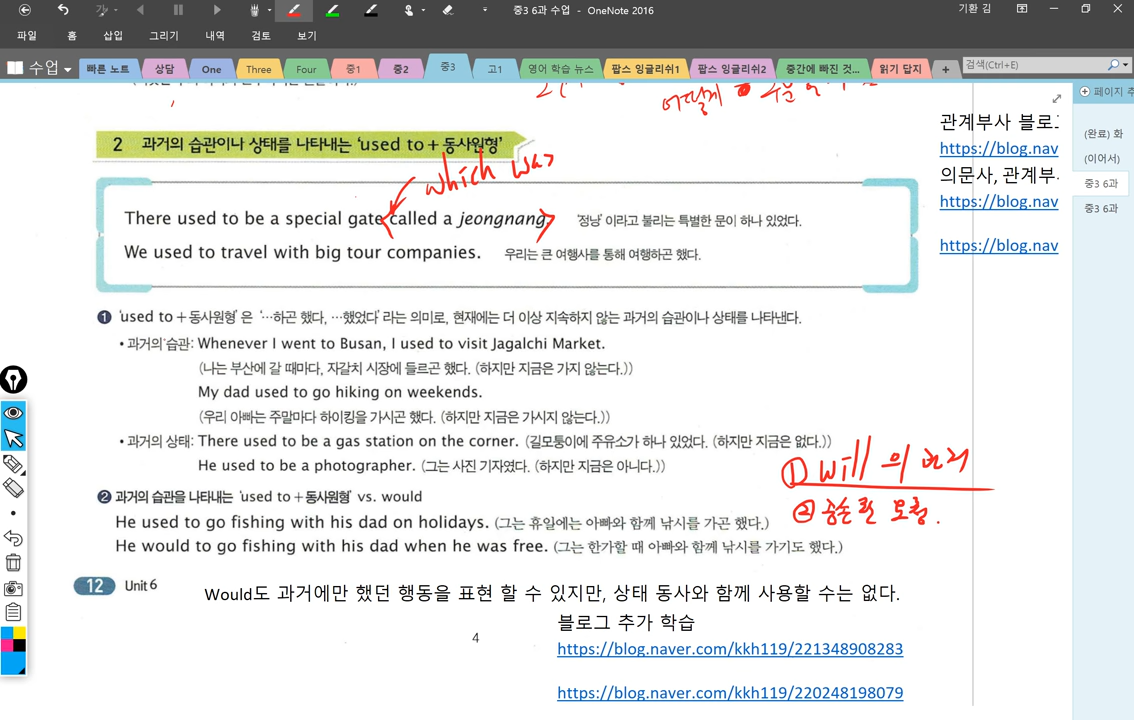 중3 6과 수업 - OneNote 2016
기환 김
파일 홈 삽입 그리기 내역 검토 보기
수업 빠른 노트 상담 One Three Four 중1 중2 중3 고1 영어 학습 뉴스 팝스 잉글리쉬1 팝스 잉글리쉬2 중간에 빠진 것... 읽기 답지 + 검색(Ctrl+E)
어떻게
페이지 추
관계부사 블로그
(완료) 화
https://blog.nav
(이어서)
의문사, 관계부
중3 6과
https://blog.nav
중3 6과
https://blog.nav
2 과거의 습관이나 상태를 나타내는 'used to + 동사원형'
which was
There used to be a special gate called a jeongnang. '정낭' 이라고 불리는 특별한 문이 하나 있었다.
We used to travel with big tour companies. 우리는 큰 여행사를 통해 여행하곤 했다.
❶ 'used to + 동사원형' 은 '…하곤 했다, …했었다' 라는 의미로, 현재에는 더 이상 지속하지 않는 과거의 습관이나 상태를 나타낸다.
• 과거의 습관: Whenever I went to Busan, I used to visit Jagalchi Market.
(나는 부산에 갈 때마다, 자갈치 시장에 들르곤 했다. (하지만 지금은 가지 않는다.))
My dad used to go hiking on weekends.
(우리 아빠는 주말마다 하이킹을 가시곤 했다. (하지만 지금은 가시지 않는다.))
• 과거의 상태: There used to be a gas station on the corner. (길모퉁이에 주유소가 하나 있었다. (하지만 지금은 없다.))
He used to be a photographer. (그는 사진 기자였다. (하지만 지금은 아니다.))
① will 의 과거
❷ 과거의 습관을 나타내는 'used to + 동사원형' vs. would
② 공손한 요청.
He used to go fishing with his dad on holidays. (그는 휴일에는 아빠와 함께 낚시를 가곤 했다.)
He would to go fishing with his dad when he was free. (그는 한가할 때 아빠와 함께 낚시를 가기도 했다.)
12 Unit 6
Would도 과거에만 했던 행동을 표현 할 수 있지만, 상태 동사와 함께 사용할 수는 없다.
블로그 추가 학습
4
https://blog.naver.com/kkh119/221348908283
https://blog.naver.com/kkh119/220248198079